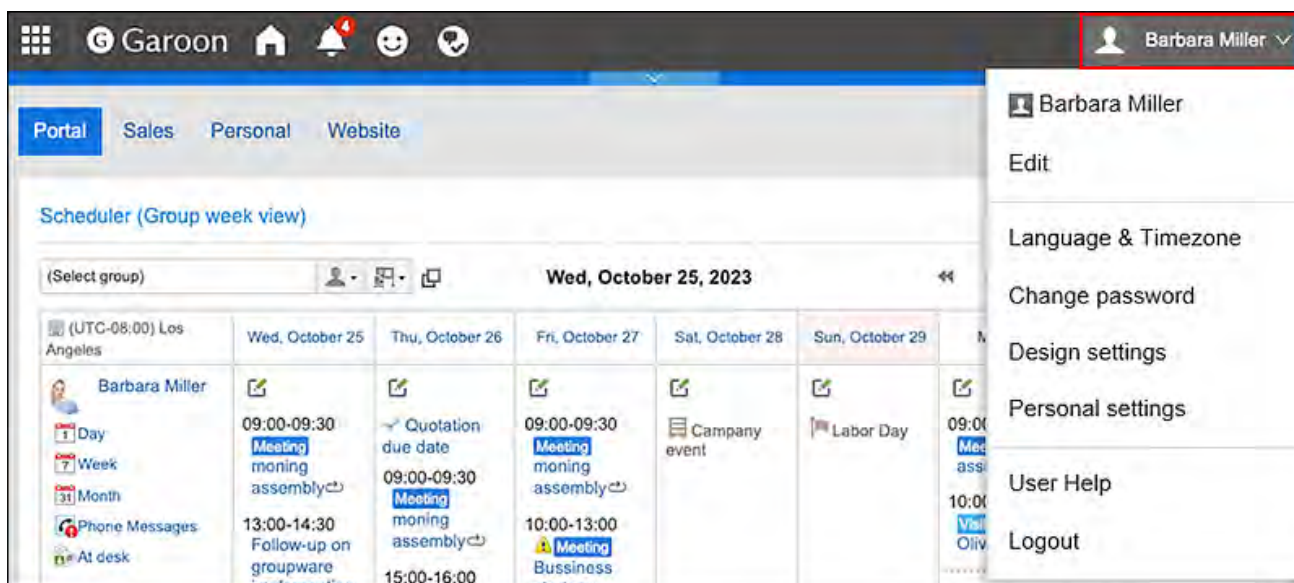 Garoon
4
Barbara Miller
Barbara Miller
Edit
Language & Timezone
Change password
Design settings
Personal settings
User Help
Logout
Portal
Sales
Personal
Website
Scheduler (Group week view)
(Select group)
Wed, October 25, 2023
(UTC-08:00) Los
Angeles
Wed, October 25
Thu, October 26
Fri, October 27
Sat, October 28
Sun, October 29
Barbara Miller
1 Day
7 Week
31 Month
Phone Messages
At desk
09:00-09:30
Meeting
moning
assembly
13:00-14:30
Follow-up on
groupware
Quotation
due date
09:00-09:30
Meeting
moning
assembly
15:00-16:00
09:00-09:30
Meeting
moning
assembly
10:00-13:00
Meeting
Bussiness
Campany
event
Labor Day